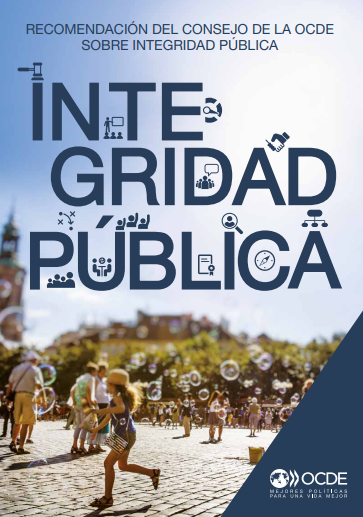 RECOMENDACIÓN DEL CONSEJO DE LA OCDE
SOBRE INTEGRIDAD PÚBLICA
INTE
GRIDAD
PÚBLICA
OCDE
MEJORES POLÍTICAS
PARA UNA VIDA MEJOR